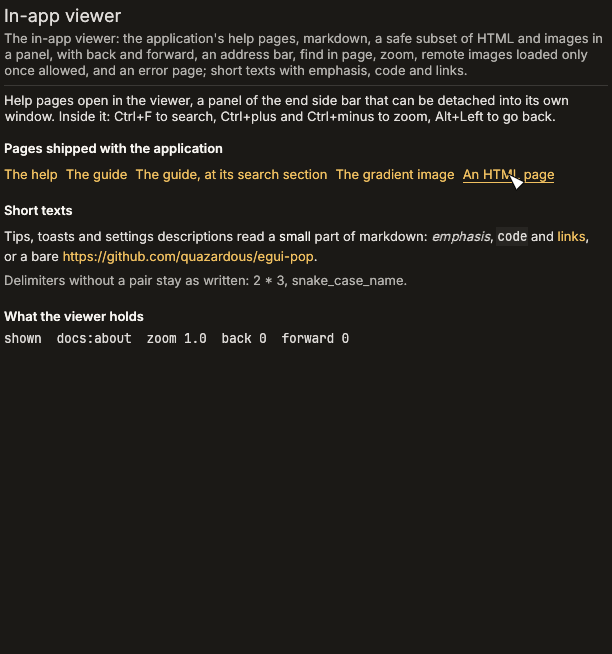 In-app viewer
The in-app viewer: the application's help pages, markdown, a safe subset of HTML and images in
a panel, with back and forward, an address bar, find in page, zoom, remote images loaded only
once allowed, and an error page; short texts with emphasis, code and links.
Help pages open in the viewer, a panel of the end side bar that can be detached into its own
window. Inside it: Ctrl+F to search, Ctrl+plus and Ctrl+minus to zoom, Alt+Left to go back.
Pages shipped with the application
The help The guide The guide, at its search section The gradient image An HTML page
Short texts
Tips, toasts and settings descriptions read a small part of markdown: emphasis, code and links,
or a bare https://github.com/quazardous/egui-pop.
Delimiters without a pair stay as written: 2 * 3, snake_case_name.
What the viewer holds
shown docs:about zoom 1.0 back 0 forward 0